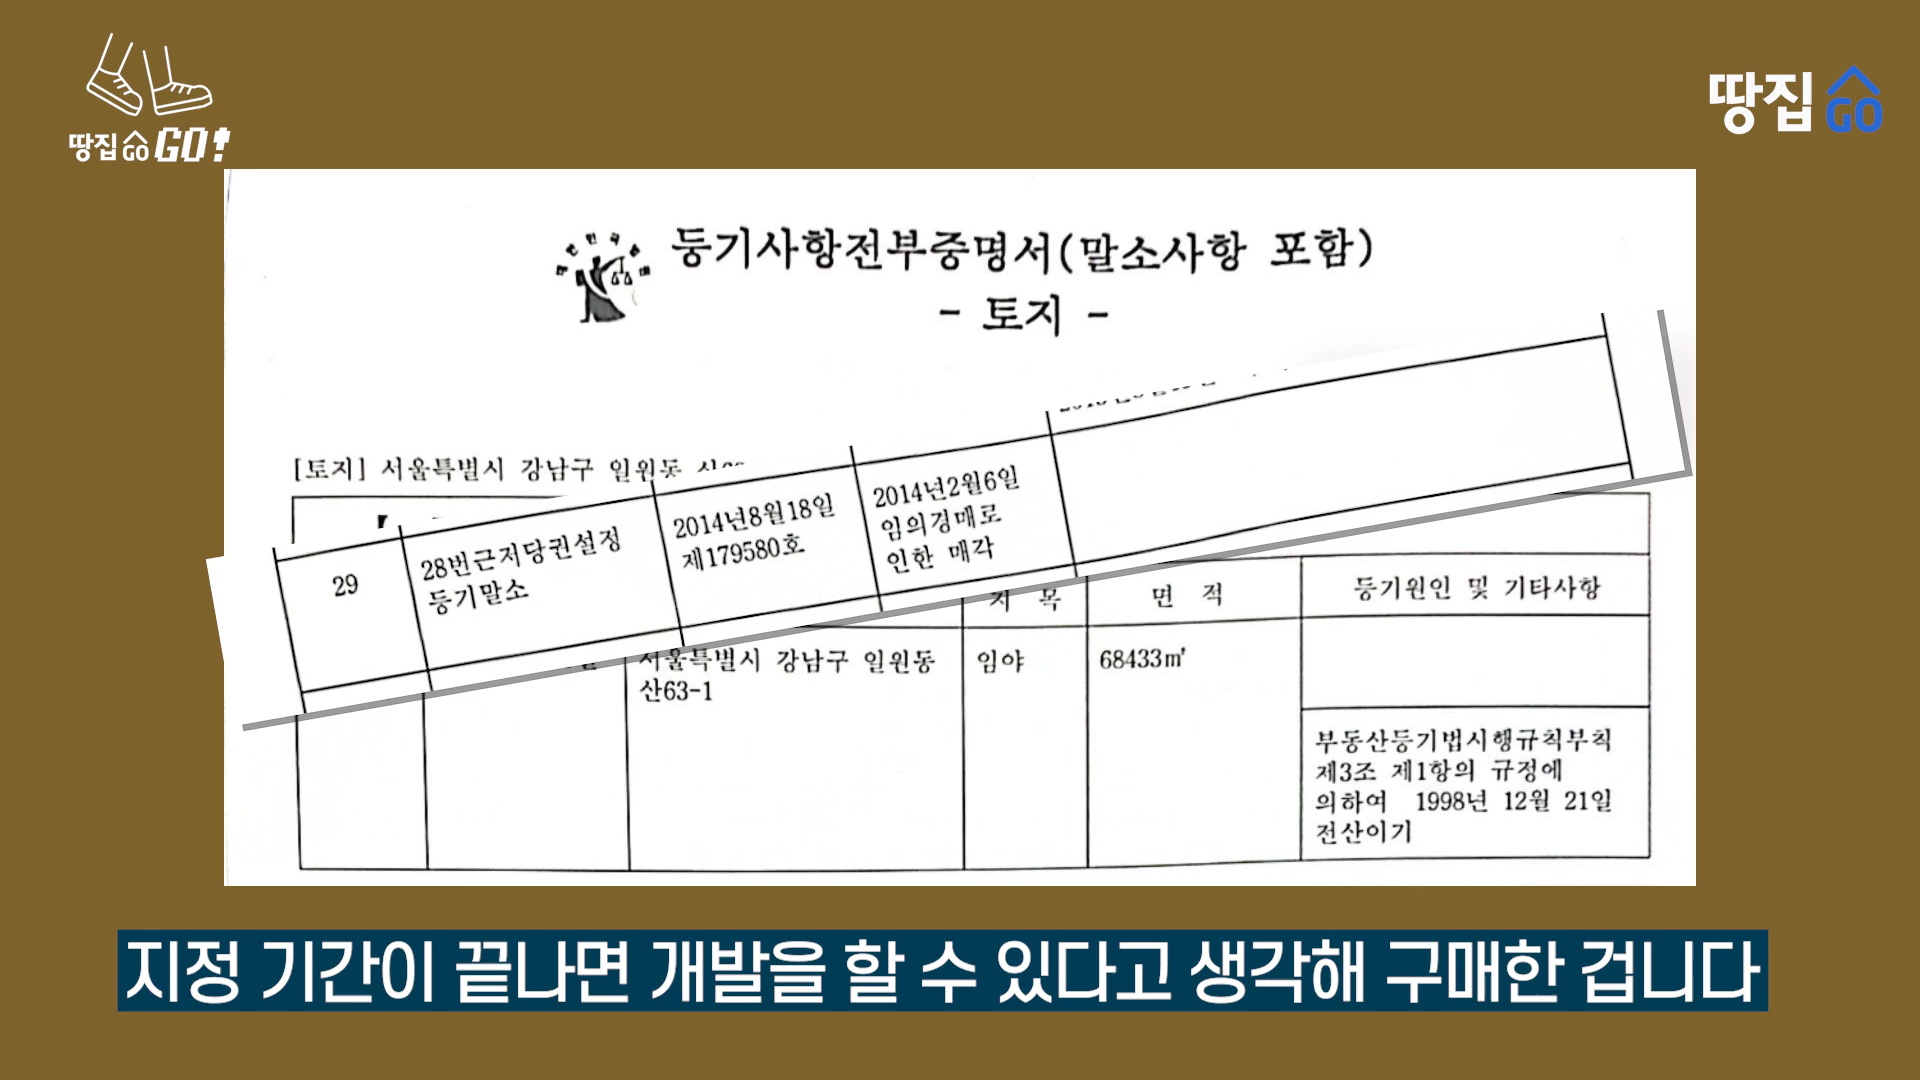 땅집GO GO!
땅집GO
등기사항전부증명서(말소사항 포함)
- 토지 -
[토지] 서울특별시 강남구 일원동
29
28번근저당권설정
등기말소
2014년8월18일
제179580호
2014년2월6일
임의경매로
인한 매각
지 목
면 적
등기원인 및 기타사항
서울특별시 강남구 일원동
산63-1
임야
68433㎡
부동산등기법시행규칙부칙
제3조 제1항의 규정에
의하여 1998년 12월 21일
전산이기
지정 기간이 끝나면 개발을 할 수 있다고 생각해 구매한 겁니다